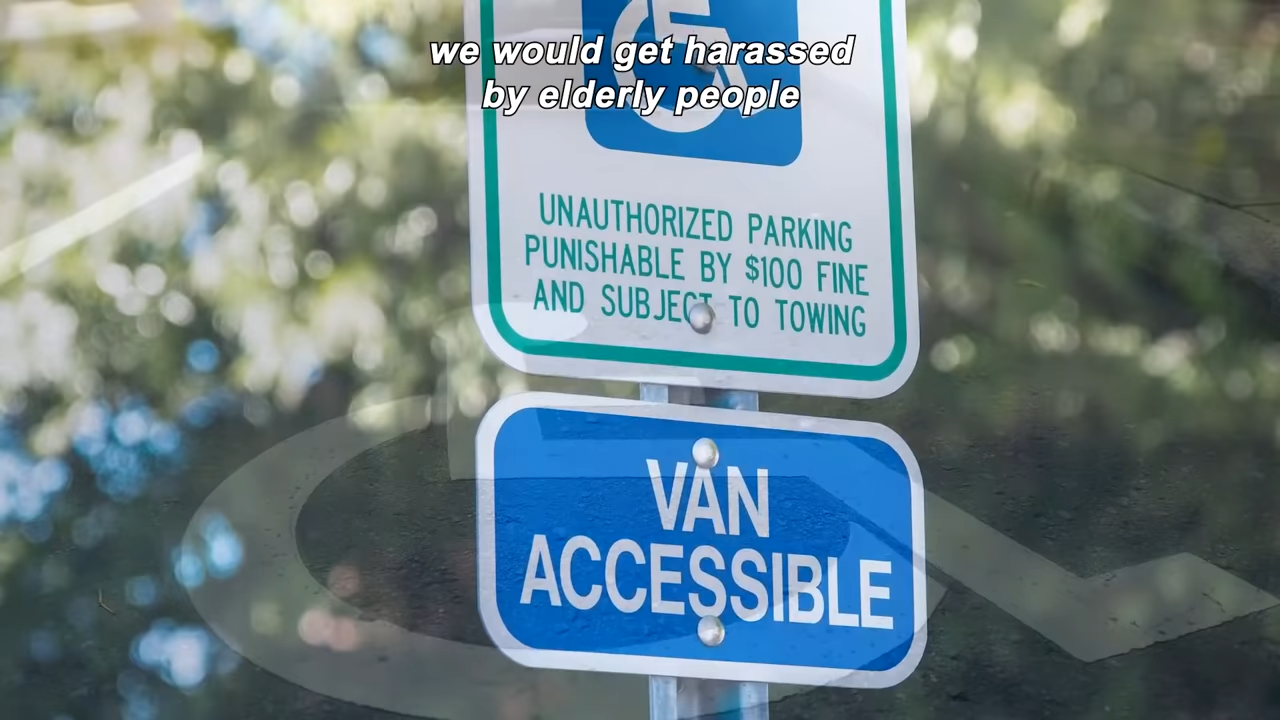 we would get harassed
by elderly people
UNAUTHORIZED PARKING
PUNISHABLE BY $100 FINE
AND SUBJECT TO TOWING
VAN
ACCESSIBLE